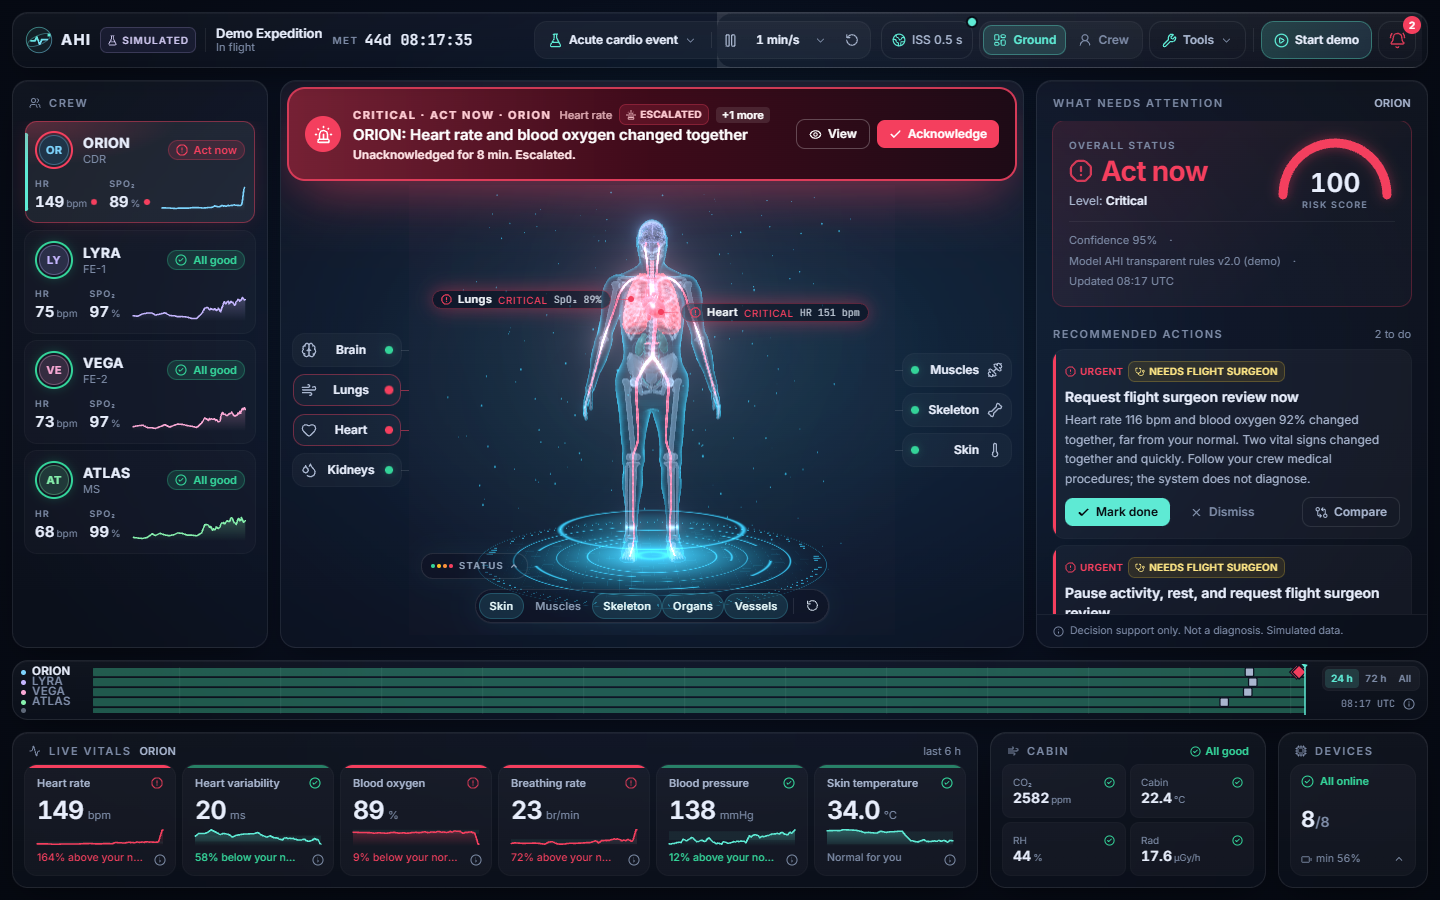 AHI SIMULATED Demo Expedition In flight MET 44d 08:17:35 Acute cardio event 1 min/s ISS 0.5 s Ground Crew Tools Start demo 2
CREW
OR ORION CDR Act now
HR SPO₂
149 bpm 89 %
LY LYRA FE-1 All good
HR SPO₂
75 bpm 97 %
VE VEGA FE-2 All good
HR SPO₂
73 bpm 97 %
AT ATLAS MS All good
HR SPO₂
68 bpm 99 %
CRITICAL · ACT NOW · ORION Heart rate ESCALATED +1 more
ORION: Heart rate and blood oxygen changed together
Unacknowledged for 8 min. Escalated.
View Acknowledge
Lungs CRITICAL SpO₂ 89%
Heart CRITICAL HR 151 bpm
Brain
Lungs
Heart
Kidneys
Muscles
Skeleton
Skin
STATUS
Skin Muscles Skeleton Organs Vessels
WHAT NEEDS ATTENTION ORION
OVERALL STATUS
Act now
Level: Critical
100
RISK SCORE
Confidence 95% ·
Model AHI transparent rules v2.0 (demo) ·
Updated 08:17 UTC
RECOMMENDED ACTIONS 2 to do
URGENT NEEDS FLIGHT SURGEON
Request flight surgeon review now
Heart rate 116 bpm and blood oxygen 92% changed
together, far from your normal. Two vital signs changed
together and quickly. Follow your crew medical
procedures; the system does not diagnose.
Mark done Dismiss Compare
URGENT NEEDS FLIGHT SURGEON
Pause activity, rest, and request flight surgeon
review
Decision support only. Not a diagnosis. Simulated data.
ORION
LYRA
VEGA
ATLAS
24 h 72 h All
08:17 UTC
LIVE VITALS ORION last 6 h
Heart rate
149 bpm
164% above your n...
Heart variability
20 ms
58% below your n...
Blood oxygen
89 %
9% below your nor...
Breathing rate
23 br/min
72% above your n...
Blood pressure
138 mmHg
12% above your no...
Skin temperature
34.0 °C
Normal for you
CABIN All good
CO₂
2582 ppm
Cabin
22.4 °C
RH
44 %
Rad
17.6 µGy/h
DEVICES
All online
8/8
min 56%